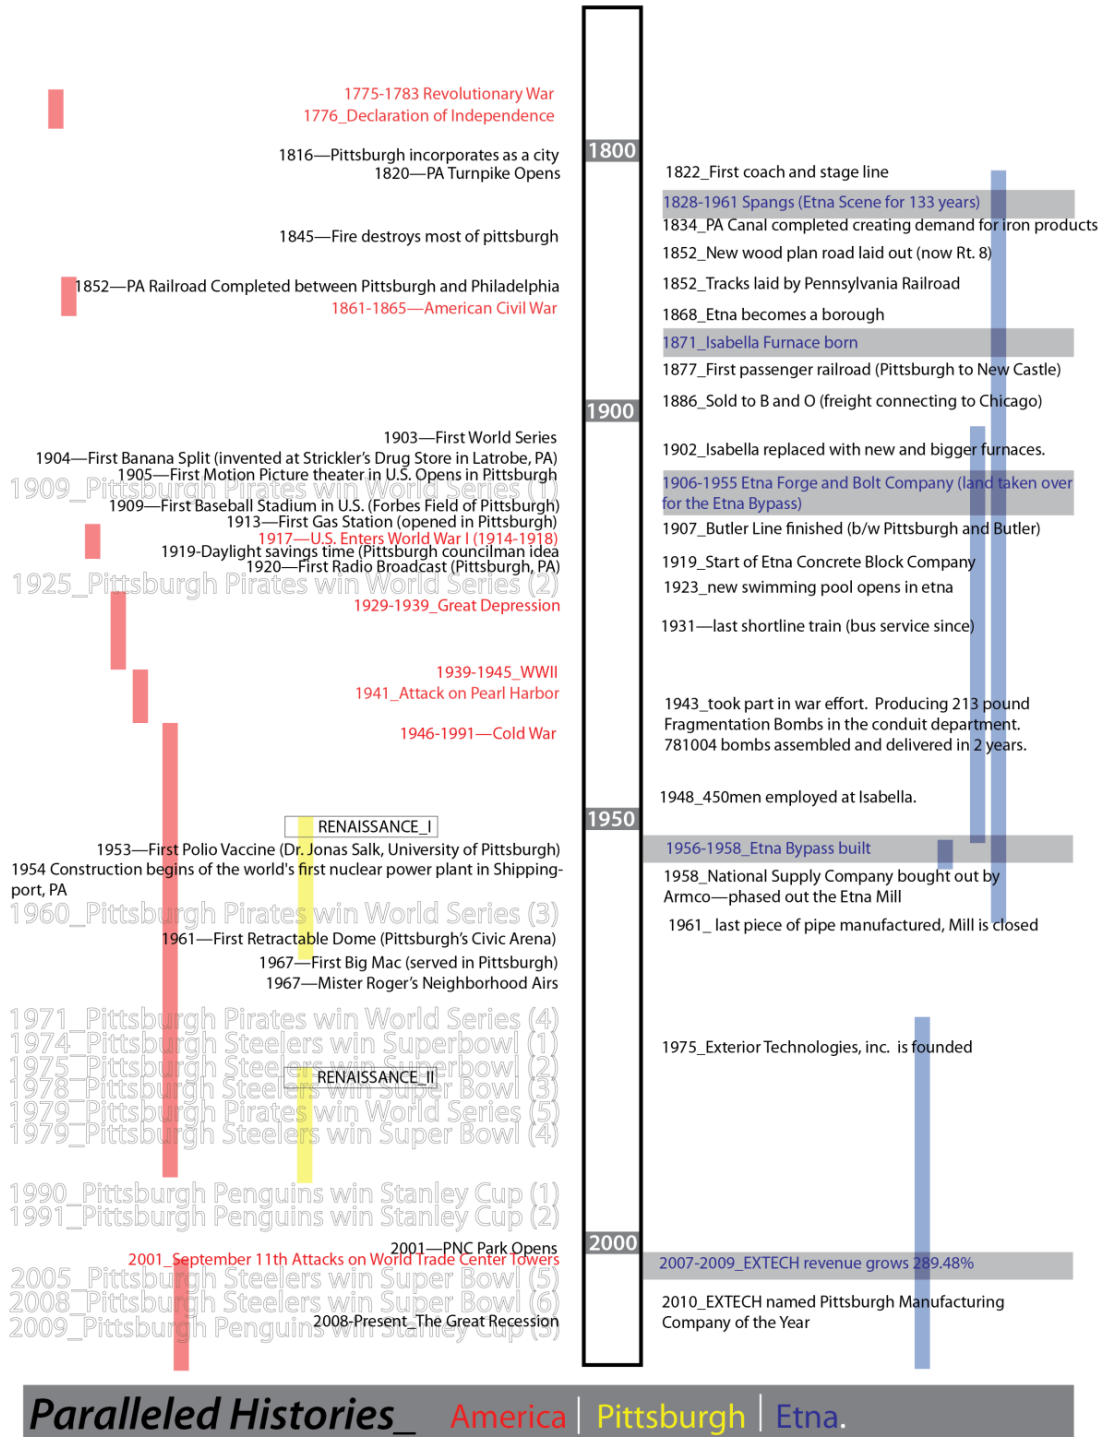 1775-1783 Revolutionary War
1776_Declaration of Independence
1816—Pittsburgh incorporates as a city
1820—PA Turnpike Opens
1845—Fire destroys most of pittsburgh
1852—PA Railroad Completed between Pittsburgh and Philadelphia
1861-1865—American Civil War
1903—First World Series
1904—First Banana Split (invented at Strickler's Drug Store in Latrobe, PA)
1905—First Motion Picture theater in U.S. Opens in Pittsburgh
1909_Pittsburgh Pirates win World Series (1)
1909—First Baseball Stadium in U.S. (Forbes Field of Pittsburgh)
1913—First Gas Station (opened in Pittsburgh)
1917—U.S. Enters World War I (1914-1918)
1919-Daylight savings time (Pittsburgh councilman idea
1920—First Radio Broadcast (Pittsburgh, PA)
1925_Pittsburgh Pirates win World Series (2)
1929-1939_Great Depression
1939-1945_WWII
1941_Attack on Pearl Harbor
1946-1991—Cold War
RENAISSANCE_I
1953—First Polio Vaccine (Dr. Jonas Salk, University of Pittsburgh)
1954 Construction begins of the world's first nuclear power plant in Shipping-
port, PA
1960_Pittsburgh Pirates win World Series (3)
1961—First Retractable Dome (Pittsburgh's Civic Arena)
1967—First Big Mac (served in Pittsburgh)
1967—Mister Roger's Neighborhood Airs
1971_Pittsburgh Pirates win World Series (4)
1974_Pittsburgh Steelers win Superbowl (1)
1975_Pittsburgh Steelers win Superbowl (2)
RENAISSANCE_II
1978_Pittsburgh Steelers win Super Bowl (3)
1979_Pittsburgh Pirates win World Series (5)
1979_Pittsburgh Steelers win Super Bowl (4)
1990_Pittsburgh Penguins win Stanley Cup (1)
1991_Pittsburgh Penguins win Stanley Cup (2)
2001—PNC Park Opens
2001_September 11th Attacks on World Trade Center Towers
2005_Pittsburgh Steelers win Super Bowl (5)
2008_Pittsburgh Steelers win Super Bowl (6)
2008-Present_The Great Recession
2009_Pittsburgh Penguins win Stanley Cup (3)
1800
1900
1950
2000
1822_First coach and stage line
1828-1961 Spangs (Etna Scene for 133 years)
1834_PA Canal completed creating demand for iron products
1852_New wood plan road laid out (now Rt. 8)
1852_Tracks laid by Pennsylvania Railroad
1868_Etna becomes a borough
1871_Isabella Furnace born
1877_First passenger railroad (Pittsburgh to New Castle)
1886_Sold to B and O (freight connecting to Chicago)
1902_Isabella replaced with new and bigger furnaces.
1906-1955 Etna Forge and Bolt Company (land taken over
for the Etna Bypass)
1907_Butler Line finished (b/w Pittsburgh and Butler)
1919_Start of Etna Concrete Block Company
1923_new swimming pool opens in etna
1931—last shortline train (bus service since)
1943_took part in war effort. Producing 213 pound
Fragmentation Bombs in the conduit department.
781004 bombs assembled and delivered in 2 years.
1948_450men employed at Isabella.
1956-1958_Etna Bypass built
1958_National Supply Company bought out by
Armco—phased out the Etna Mill
1961_ last piece of pipe manufactured, Mill is closed
1975_Exterior Technologies, inc. is founded
2007-2009_EXTECH revenue grows 289.48%
2010_EXTECH named Pittsburgh Manufacturing
Company of the Year
Paralleled Histories_ America | Pittsburgh | Etna.